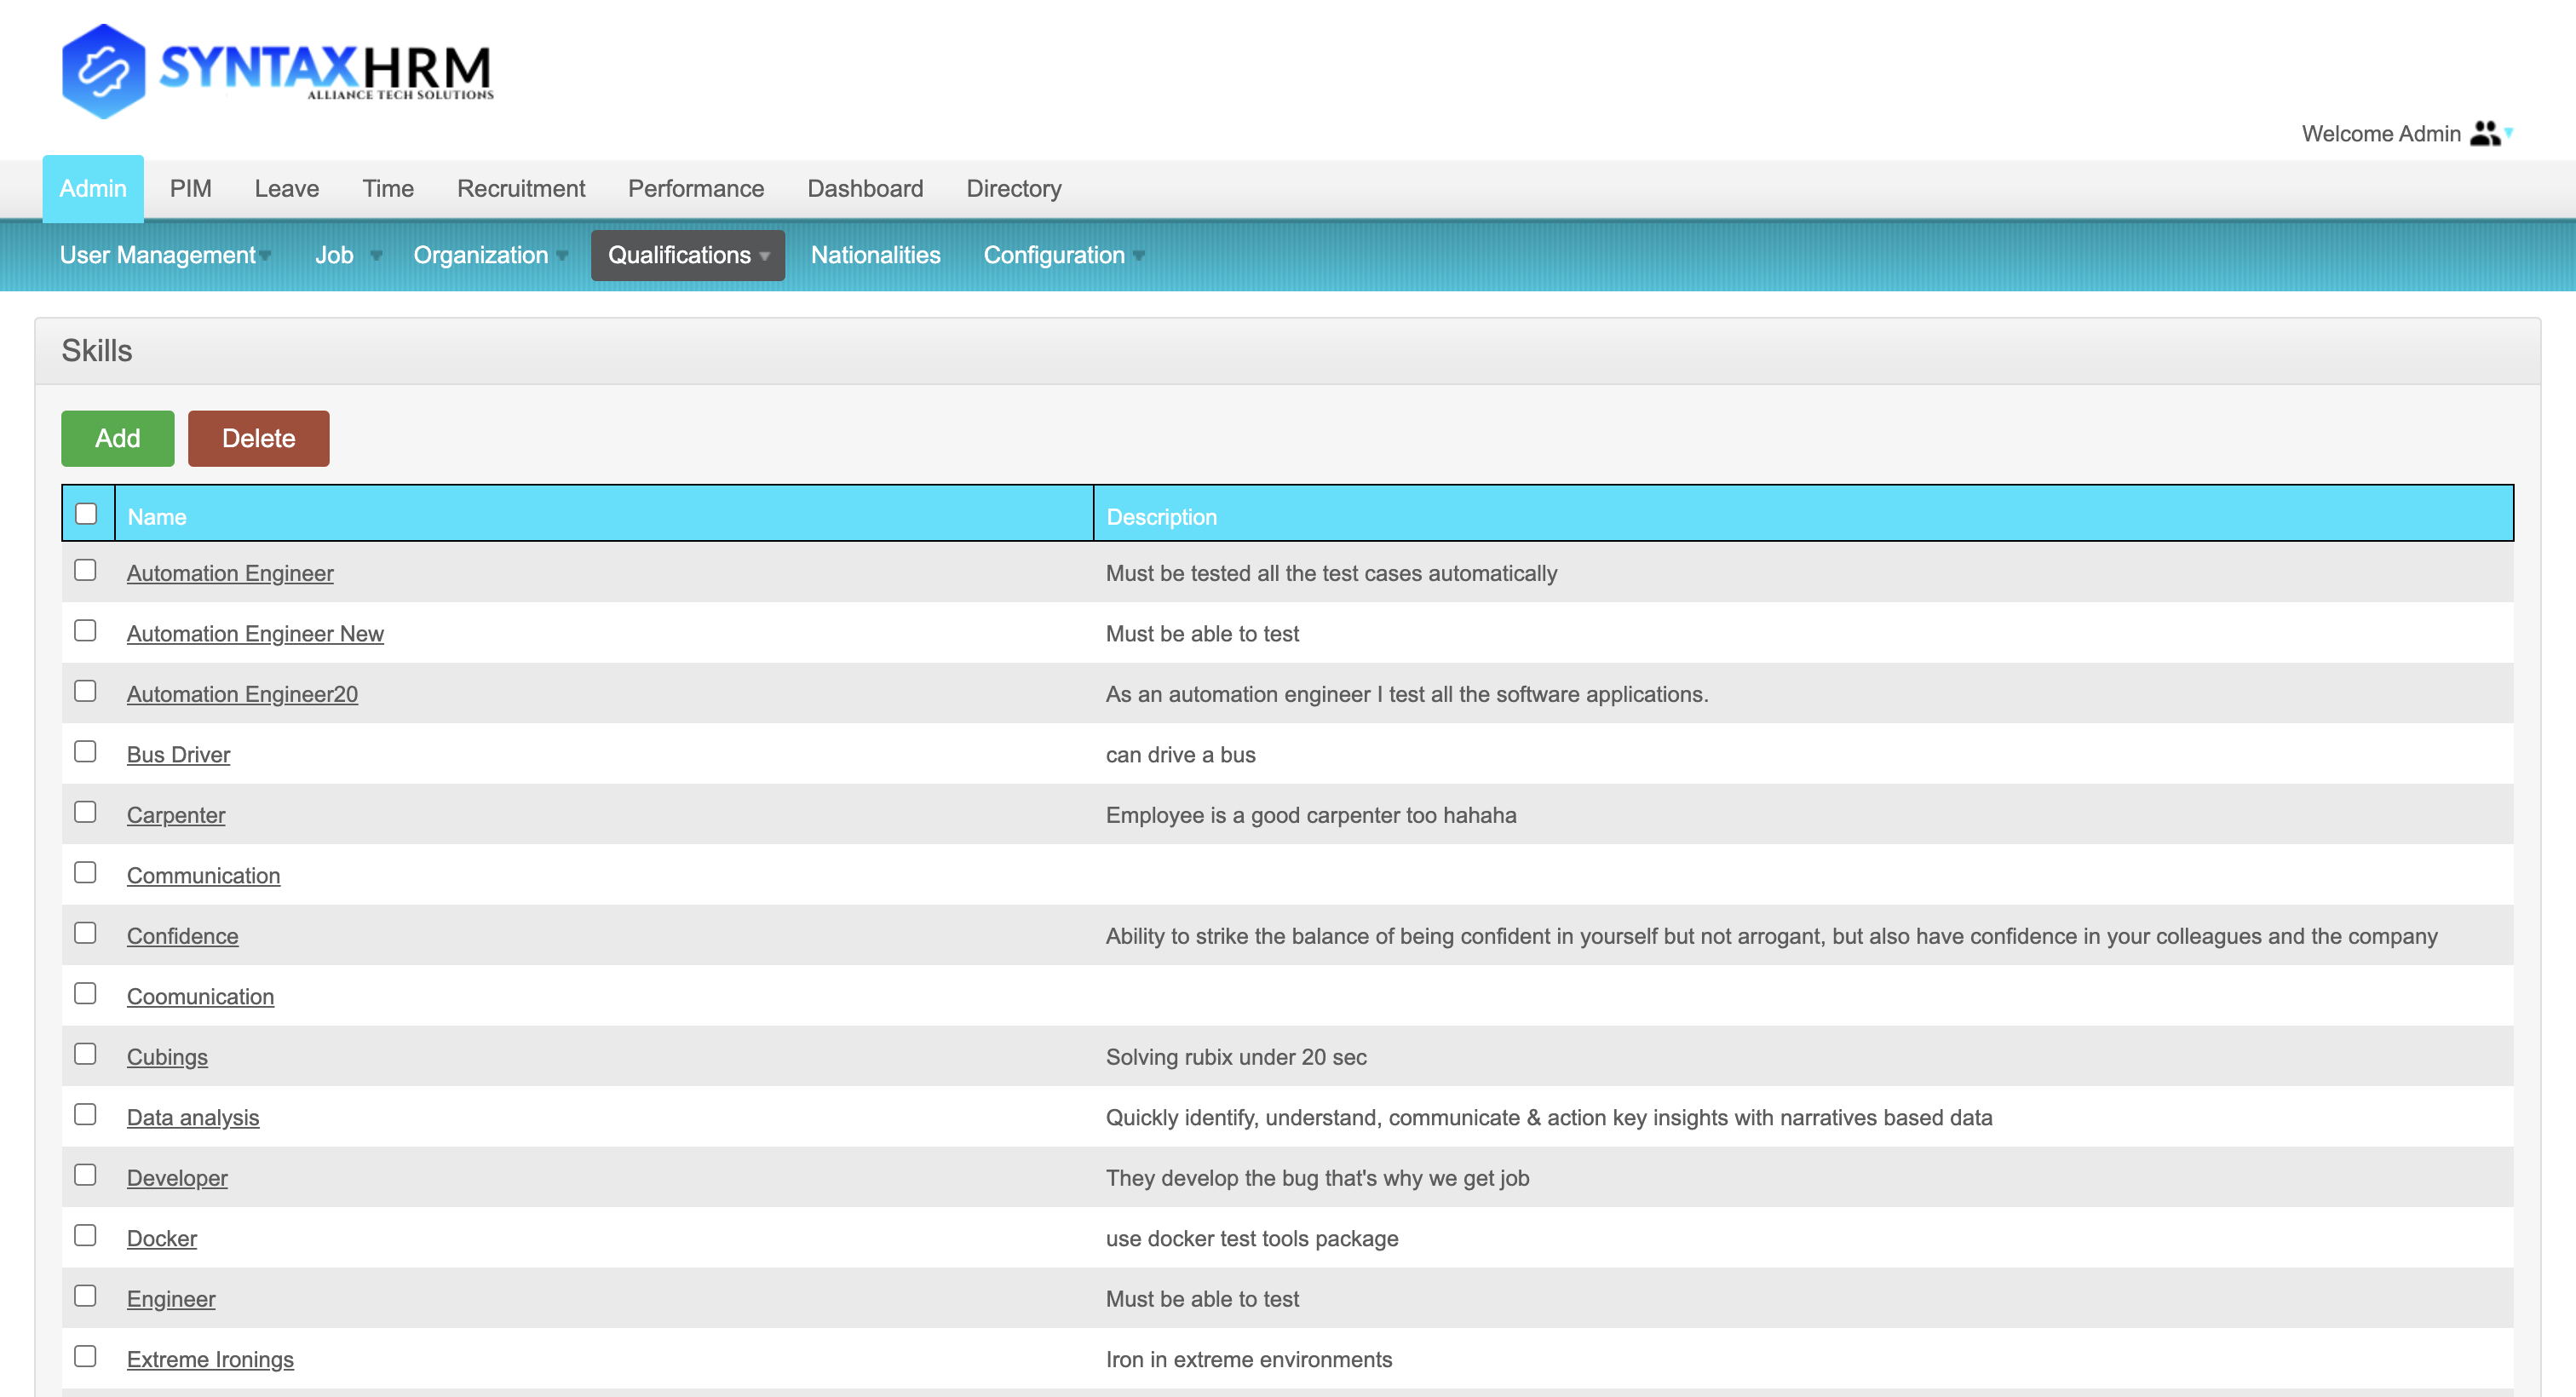 SYNTAXHRM
ALLIANCE TECH SOLUTIONS
Welcome Admin
Admin PIM Leave Time Recruitment Performance Dashboard Directory
User Management Job Organization Qualifications Nationalities Configuration
Skills
Add Delete
Name Description
Automation Engineer Must be tested all the test cases automatically
Automation Engineer New Must be able to test
Automation Engineer20 As an automation engineer I test all the software applications.
Bus Driver can drive a bus
Carpenter Employee is a good carpenter too hahaha
Communication
Confidence Ability to strike the balance of being confident in yourself but not arrogant, but also have confidence in your colleagues and the company
Coomunication
Cubings Solving rubix under 20 sec
Data analysis Quickly identify, understand, communicate & action key insights with narratives based data
Developer They develop the bug that's why we get job
Docker use docker test tools package
Engineer Must be able to test
Extreme Ironings Iron in extreme environments